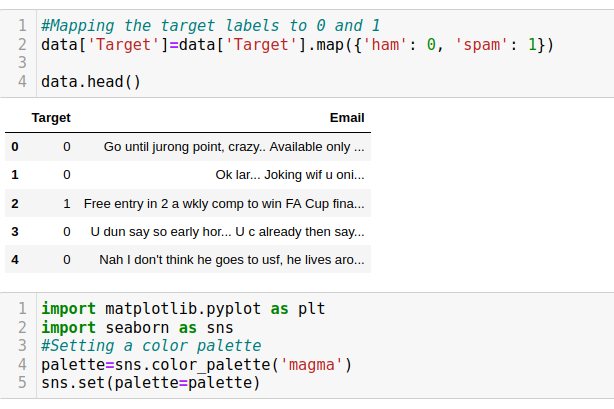 1 #Mapping the target labels to 0 and 1
2 data['Target']=data['Target'].map({'ham': 0, 'spam': 1})
3
4 data.head()
Target Email
0 0 Go until jurong point, crazy.. Available only ...
1 0 Ok lar... Joking wif u oni...
2 1 Free entry in 2 a wkly comp to win FA Cup fina...
3 0 U dun say so early hor... U c already then say...
4 0 Nah I don't think he goes to usf, he lives aro...
1 import matplotlib.pyplot as plt
2 import seaborn as sns
3 #Setting a color palette
4 palette=sns.color_palette('magma')
5 sns.set(palette=palette)